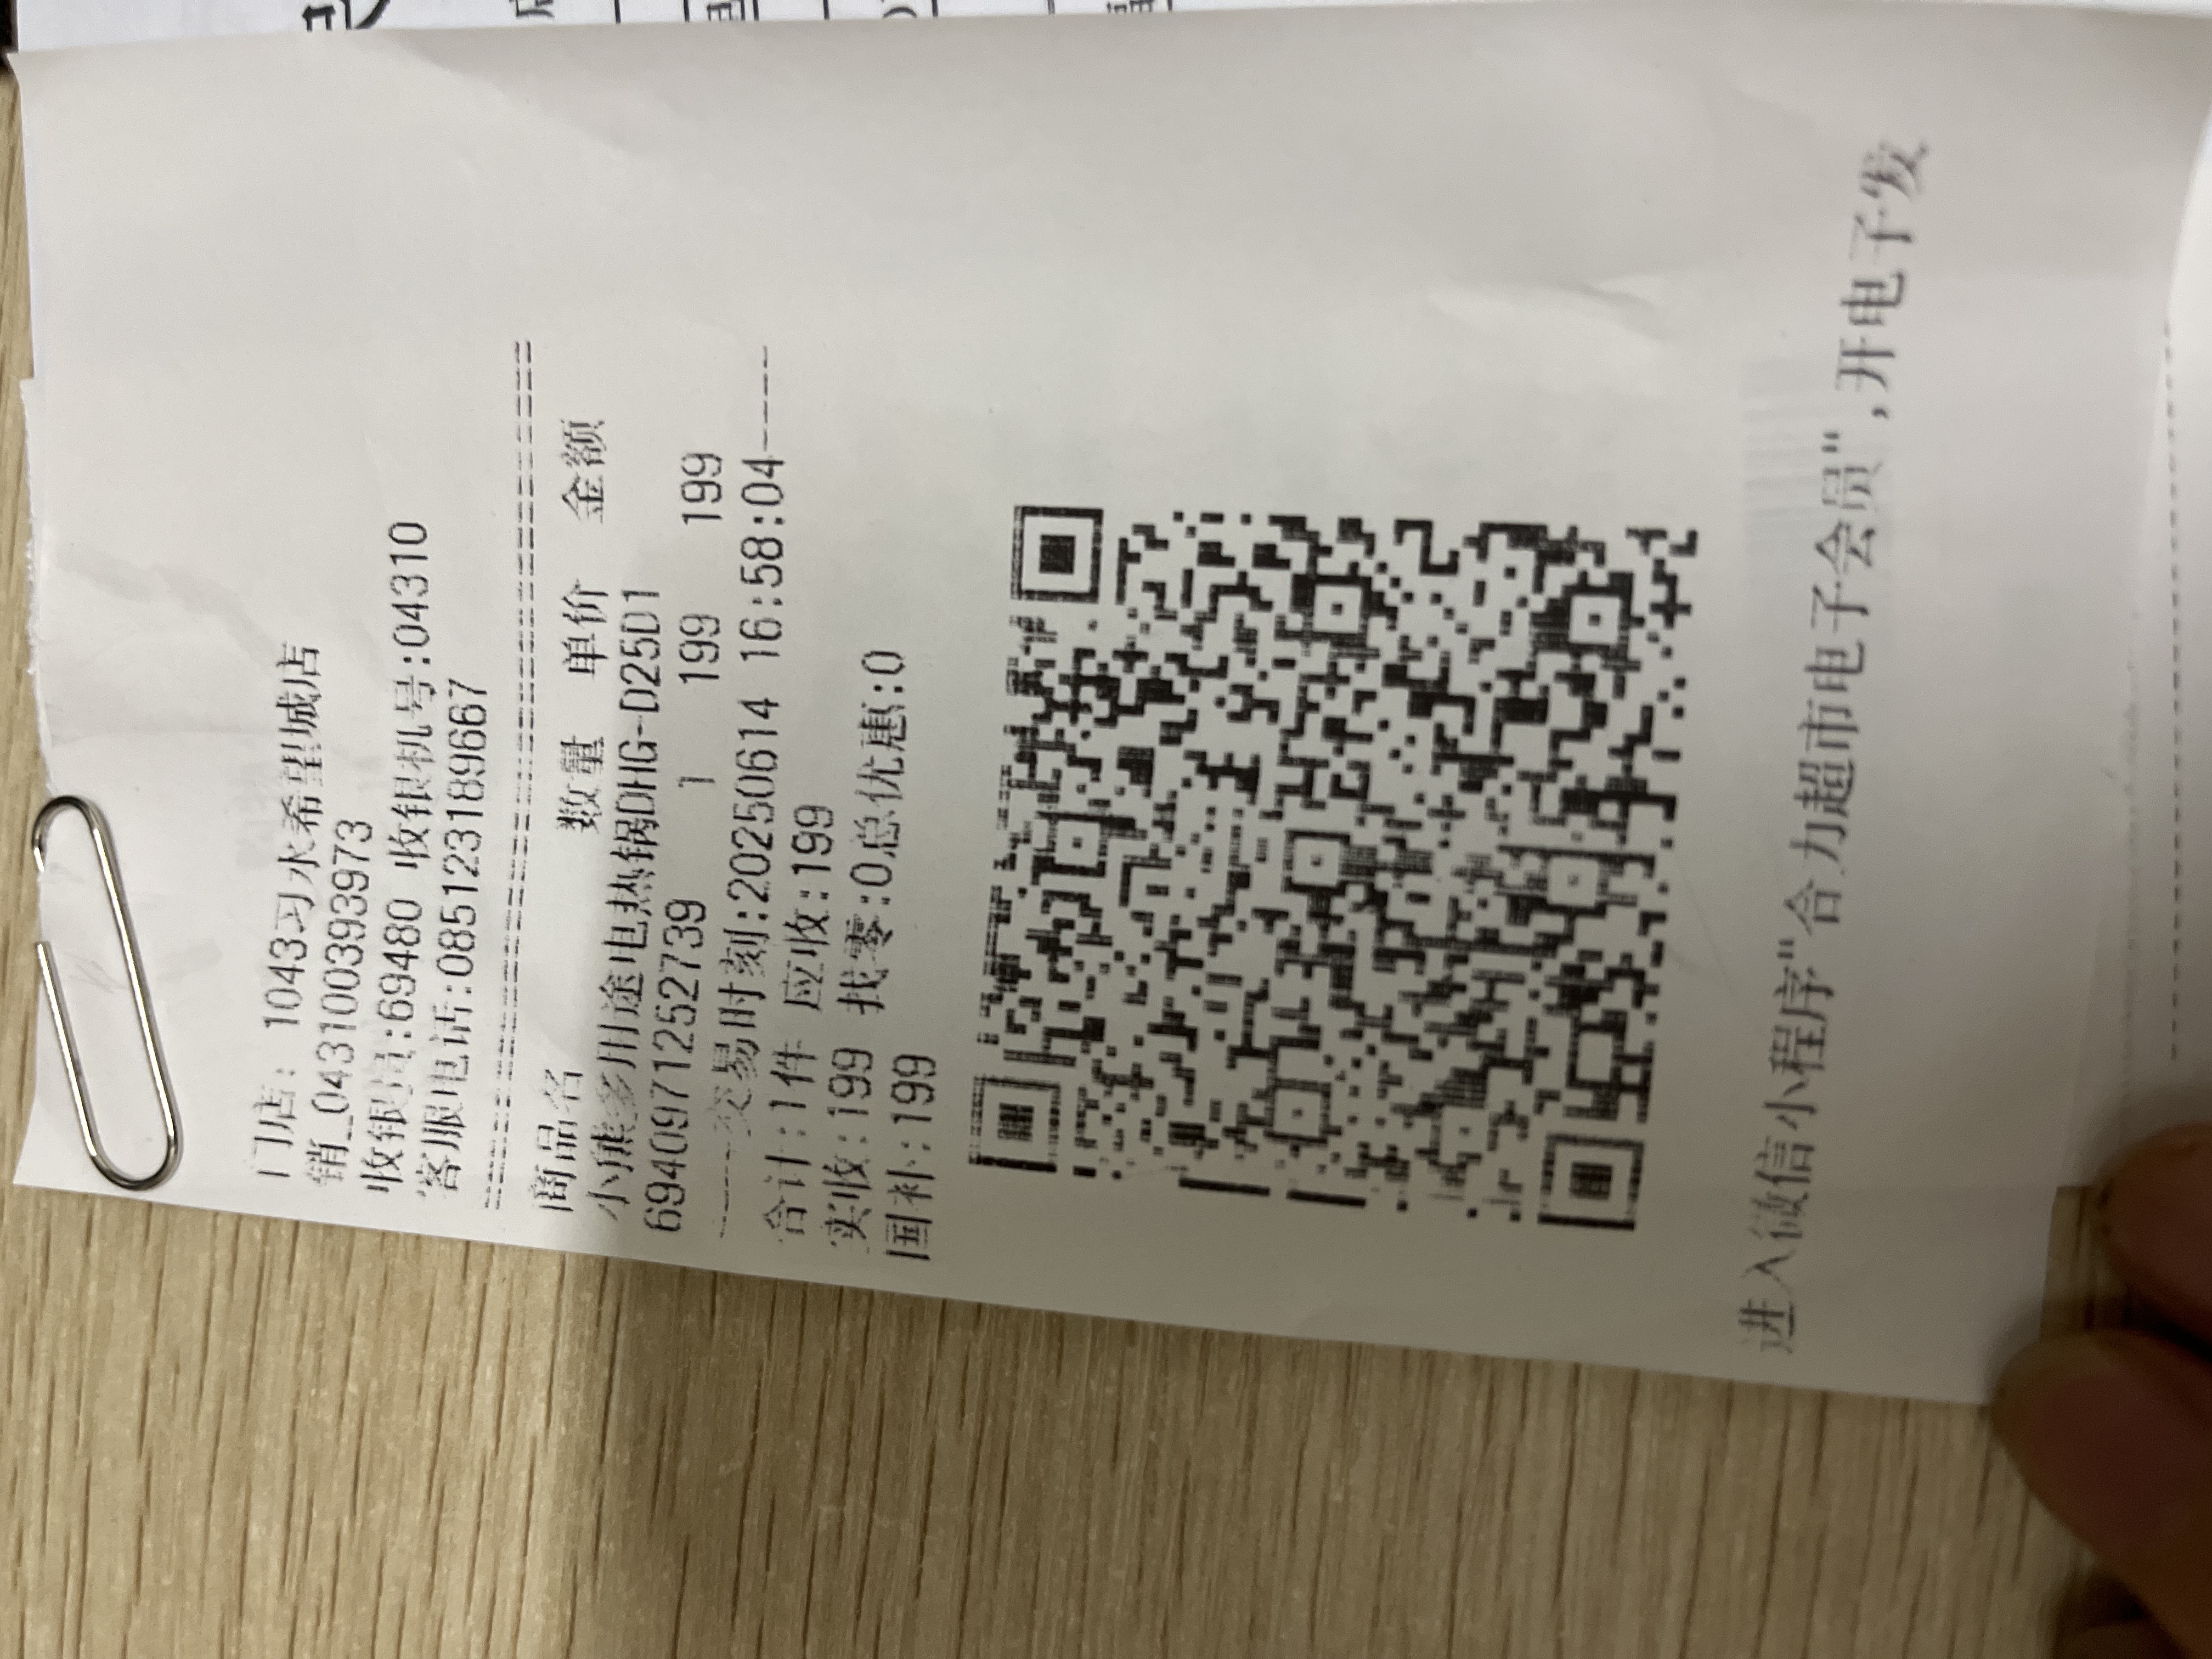 门店: 1043习水希望城店
销_0431003939​73
收银员:69480 收银机号:04310
客服电话:085123189667
商品名 数量 单价 金额
小熊多用途电热锅DHG-D25D1
6940971252739 1 199 199
-----交易时刻:20250614 16:58:04-----
合计:1件 应收:199
实收:199 找零:0总优惠:0
国补:199
进入微信小程序"合力超市电子会员",开电子发